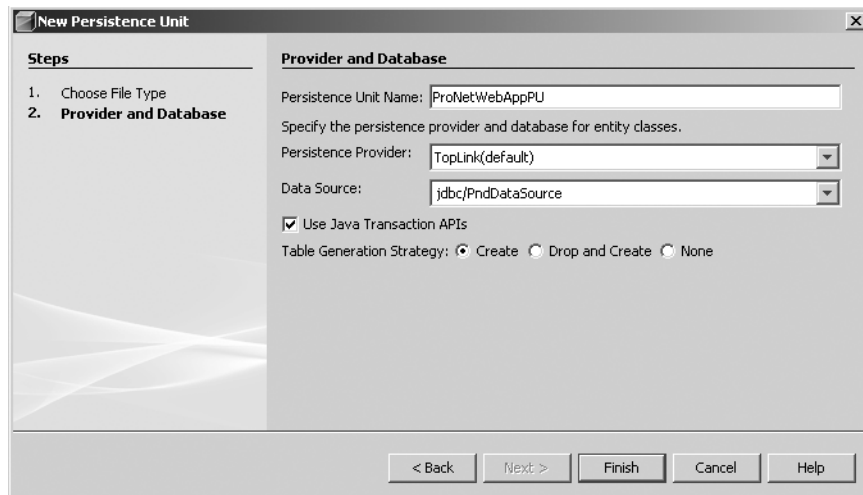 New Persistence Unit
Steps
1. Choose File Type
2. Provider and Database
Provider and Database
Persistence Unit Name: ProNetWebAppPU
Specify the persistence provider and database for entity classes.
Persistence Provider: TopLink(default)
Data Source: jdbc/PndDataSource
Use Java Transaction APIs
Table Generation Strategy: Create Drop and Create None
< Back Next > Finish Cancel Help